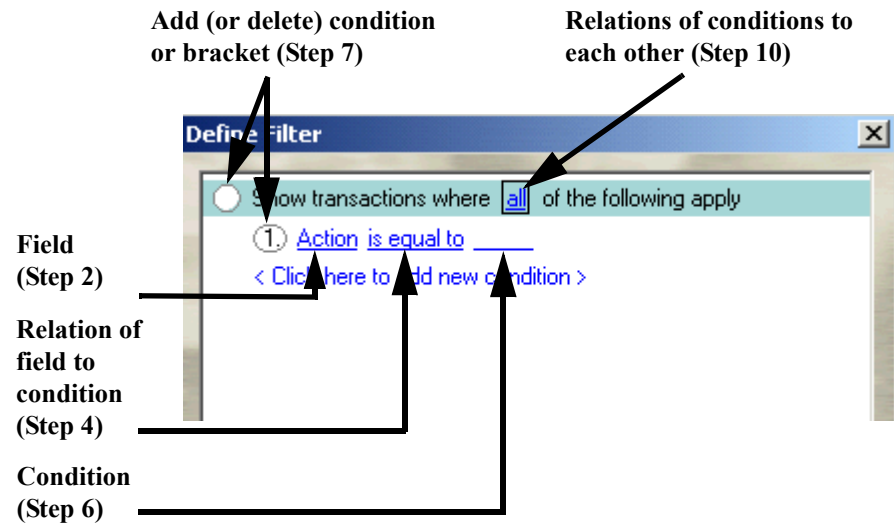 Add (or delete) condition
or bracket (Step 7)
Relations of conditions to
each other (Step 10)
Define Filter
Show transactions where all of the following apply
1. Action is equal to
< Click here to add new condition >
Field
(Step 2)
Relation of
field to
condition
(Step 4)
Condition
(Step 6)